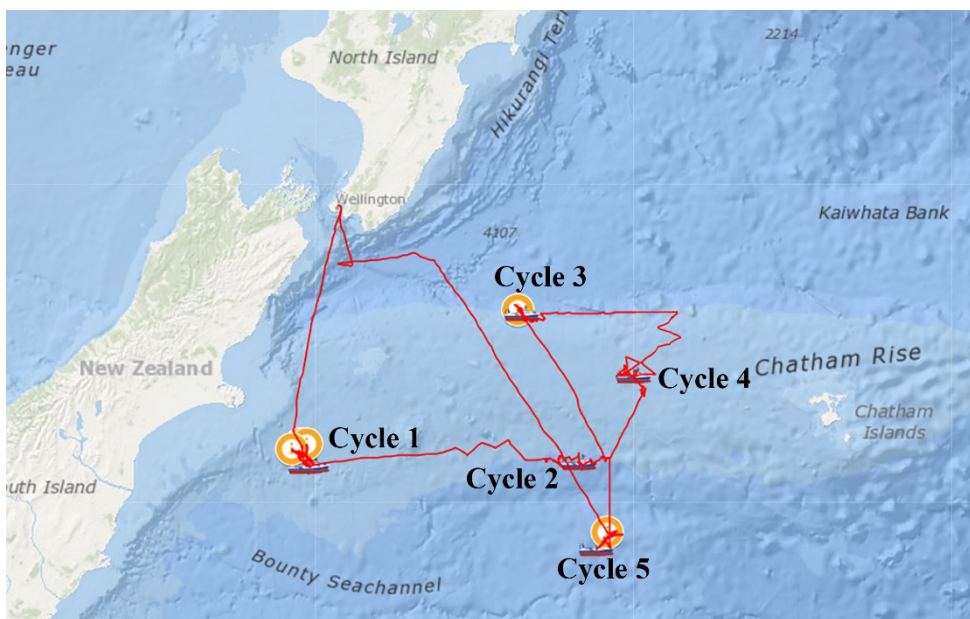 enger
eau
North Island
Hikurangi Ter
2214
Wellington
4107
Kaiwhata Bank
Cycle 3
New Zealand
Cycle 4
Chatham Rise
Chatham
Islands
Cycle 1
Cycle 2
outh Island
Cycle 5
Bounty Seachannel